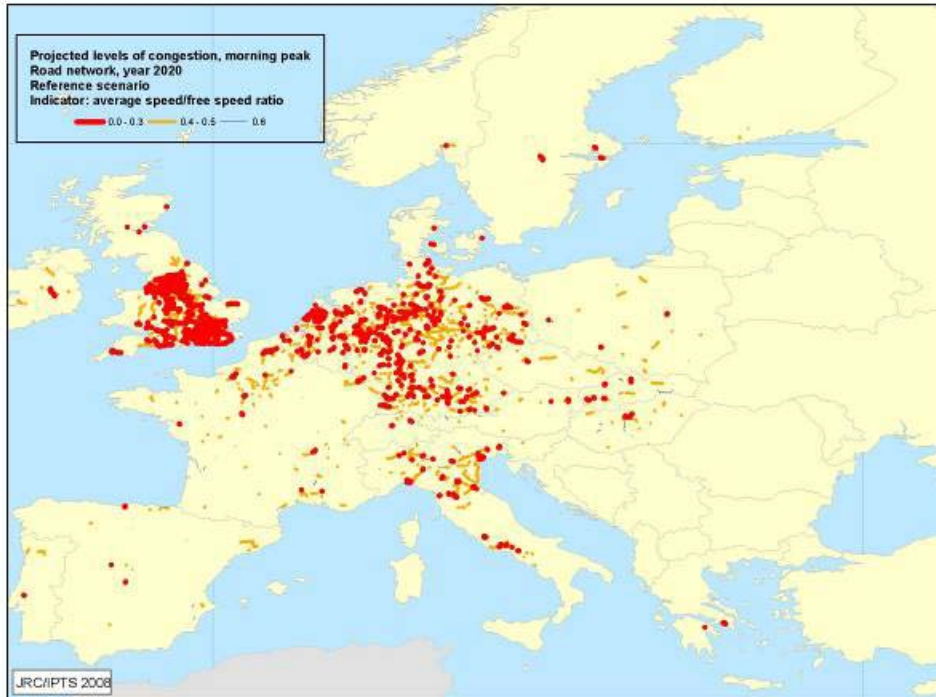 Projected levels of congestion, morning peak
Road network, year 2020
Reference scenario
Indicator: average speed/free speed ratio
0.0 - 0.3 0.4 - 0.5 0.6
JRC/IPTS 2008